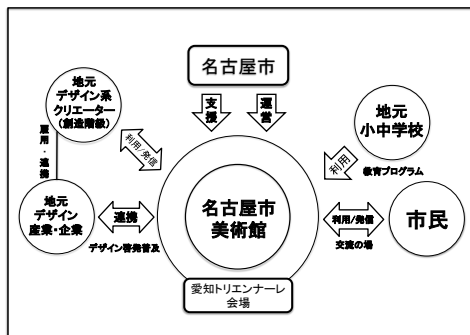 名古屋市
支援
運営
地元
デザイン系
クリエーター
(創造階級)
利用/発信
雇用・連携
地元
デザイン
産業・企業
連携
デザイン啓発普及
名古屋市
美術館
地元
小中学校
利用
教育プログラム
利用/発信
交流の場
市民
愛知トリエンナーレ
会場